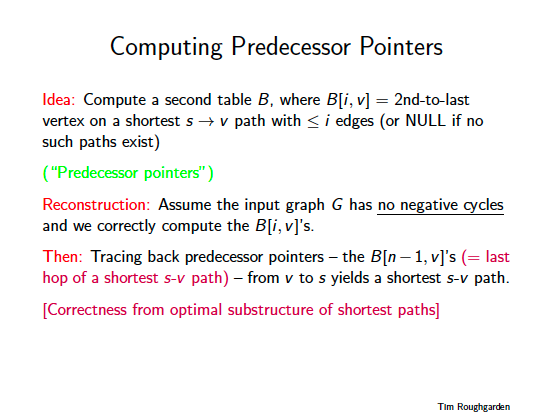 Computing Predecessor Pointers
Idea: Compute a second table B, where B[i, v] = 2nd-to-last
vertex on a shortest s → v path with ≤ i edges (or NULL if no
such paths exist)
("Predecessor pointers")
Reconstruction: Assume the input graph G has no negative cycles
and we correctly compute the B[i, v]'s.
Then: Tracing back predecessor pointers – the B[n − 1, v]'s (= last
hop of a shortest s-v path) – from v to s yields a shortest s-v path.
[Correctness from optimal substructure of shortest paths]
Tim Roughgarden